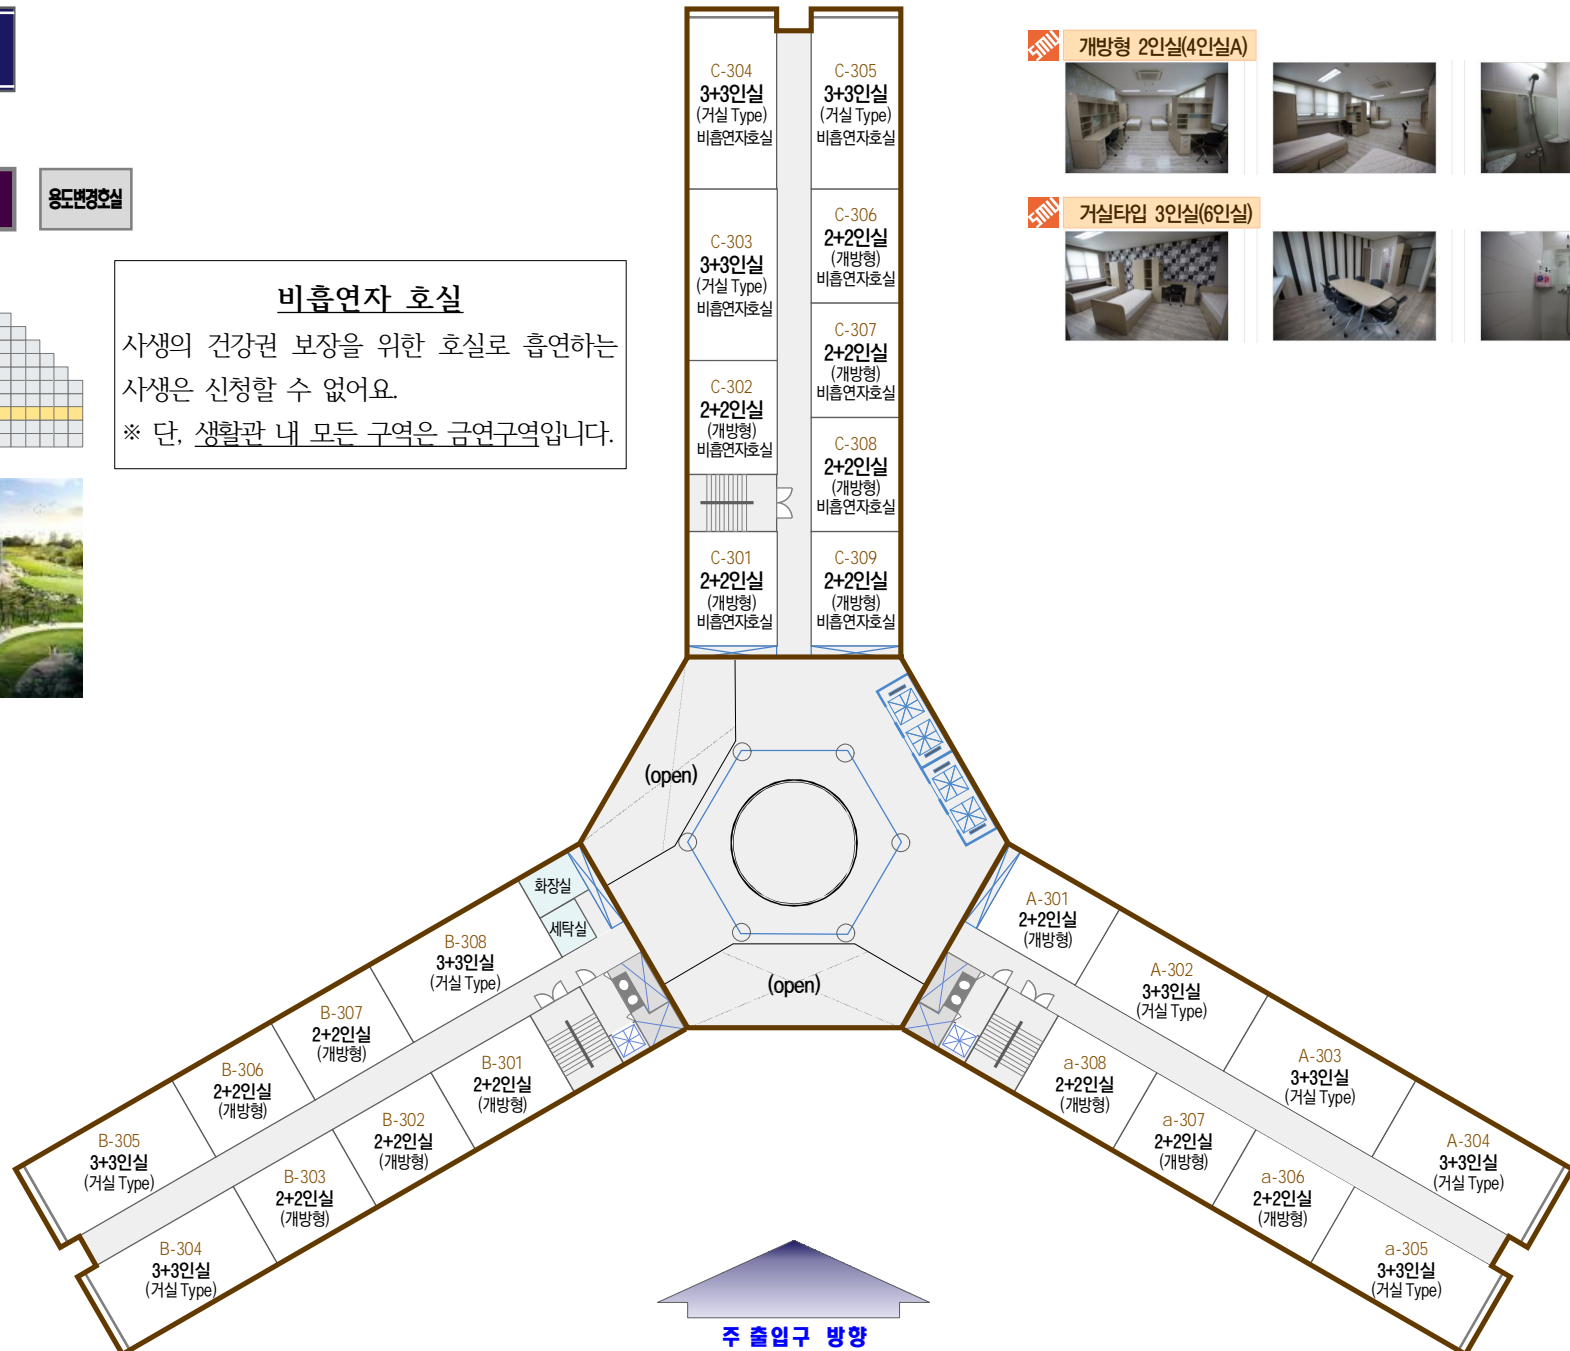 용도변경호실
비흡연자 호실
사생의 건강권 보장을 위한 호실로 흡연하는
사생은 신청할 수 없어요.
※ 단, 생활관 내 모든 구역은 금연구역입니다.
SMU
개방형 2인실(4인실A)
SMU
거실타입 3인실(6인실)
C-304
3+3인실
(거실 Type)
비흡연자호실
C-305
3+3인실
(거실 Type)
비흡연자호실
C-303
3+3인실
(거실 Type)
비흡연자호실
C-306
2+2인실
(개방형)
비흡연자호실
C-307
2+2인실
(개방형)
비흡연자호실
C-302
2+2인실
(개방형)
비흡연자호실
C-308
2+2인실
(개방형)
비흡연자호실
C-301
2+2인실
(개방형)
비흡연자호실
C-309
2+2인실
(개방형)
비흡연자호실
(open)
(open)
화장실
세탁실
B-308
3+3인실
(거실 Type)
B-307
2+2인실
(개방형)
B-306
2+2인실
(개방형)
B-305
3+3인실
(거실 Type)
B-301
2+2인실
(개방형)
B-302
2+2인실
(개방형)
B-303
2+2인실
(개방형)
B-304
3+3인실
(거실 Type)
A-301
2+2인실
(개방형)
A-302
3+3인실
(거실 Type)
A-303
3+3인실
(거실 Type)
A-304
3+3인실
(거실 Type)
a-308
2+2인실
(개방형)
a-307
2+2인실
(개방형)
a-306
2+2인실
(개방형)
a-305
3+3인실
(거실 Type)
주 출입구 방향